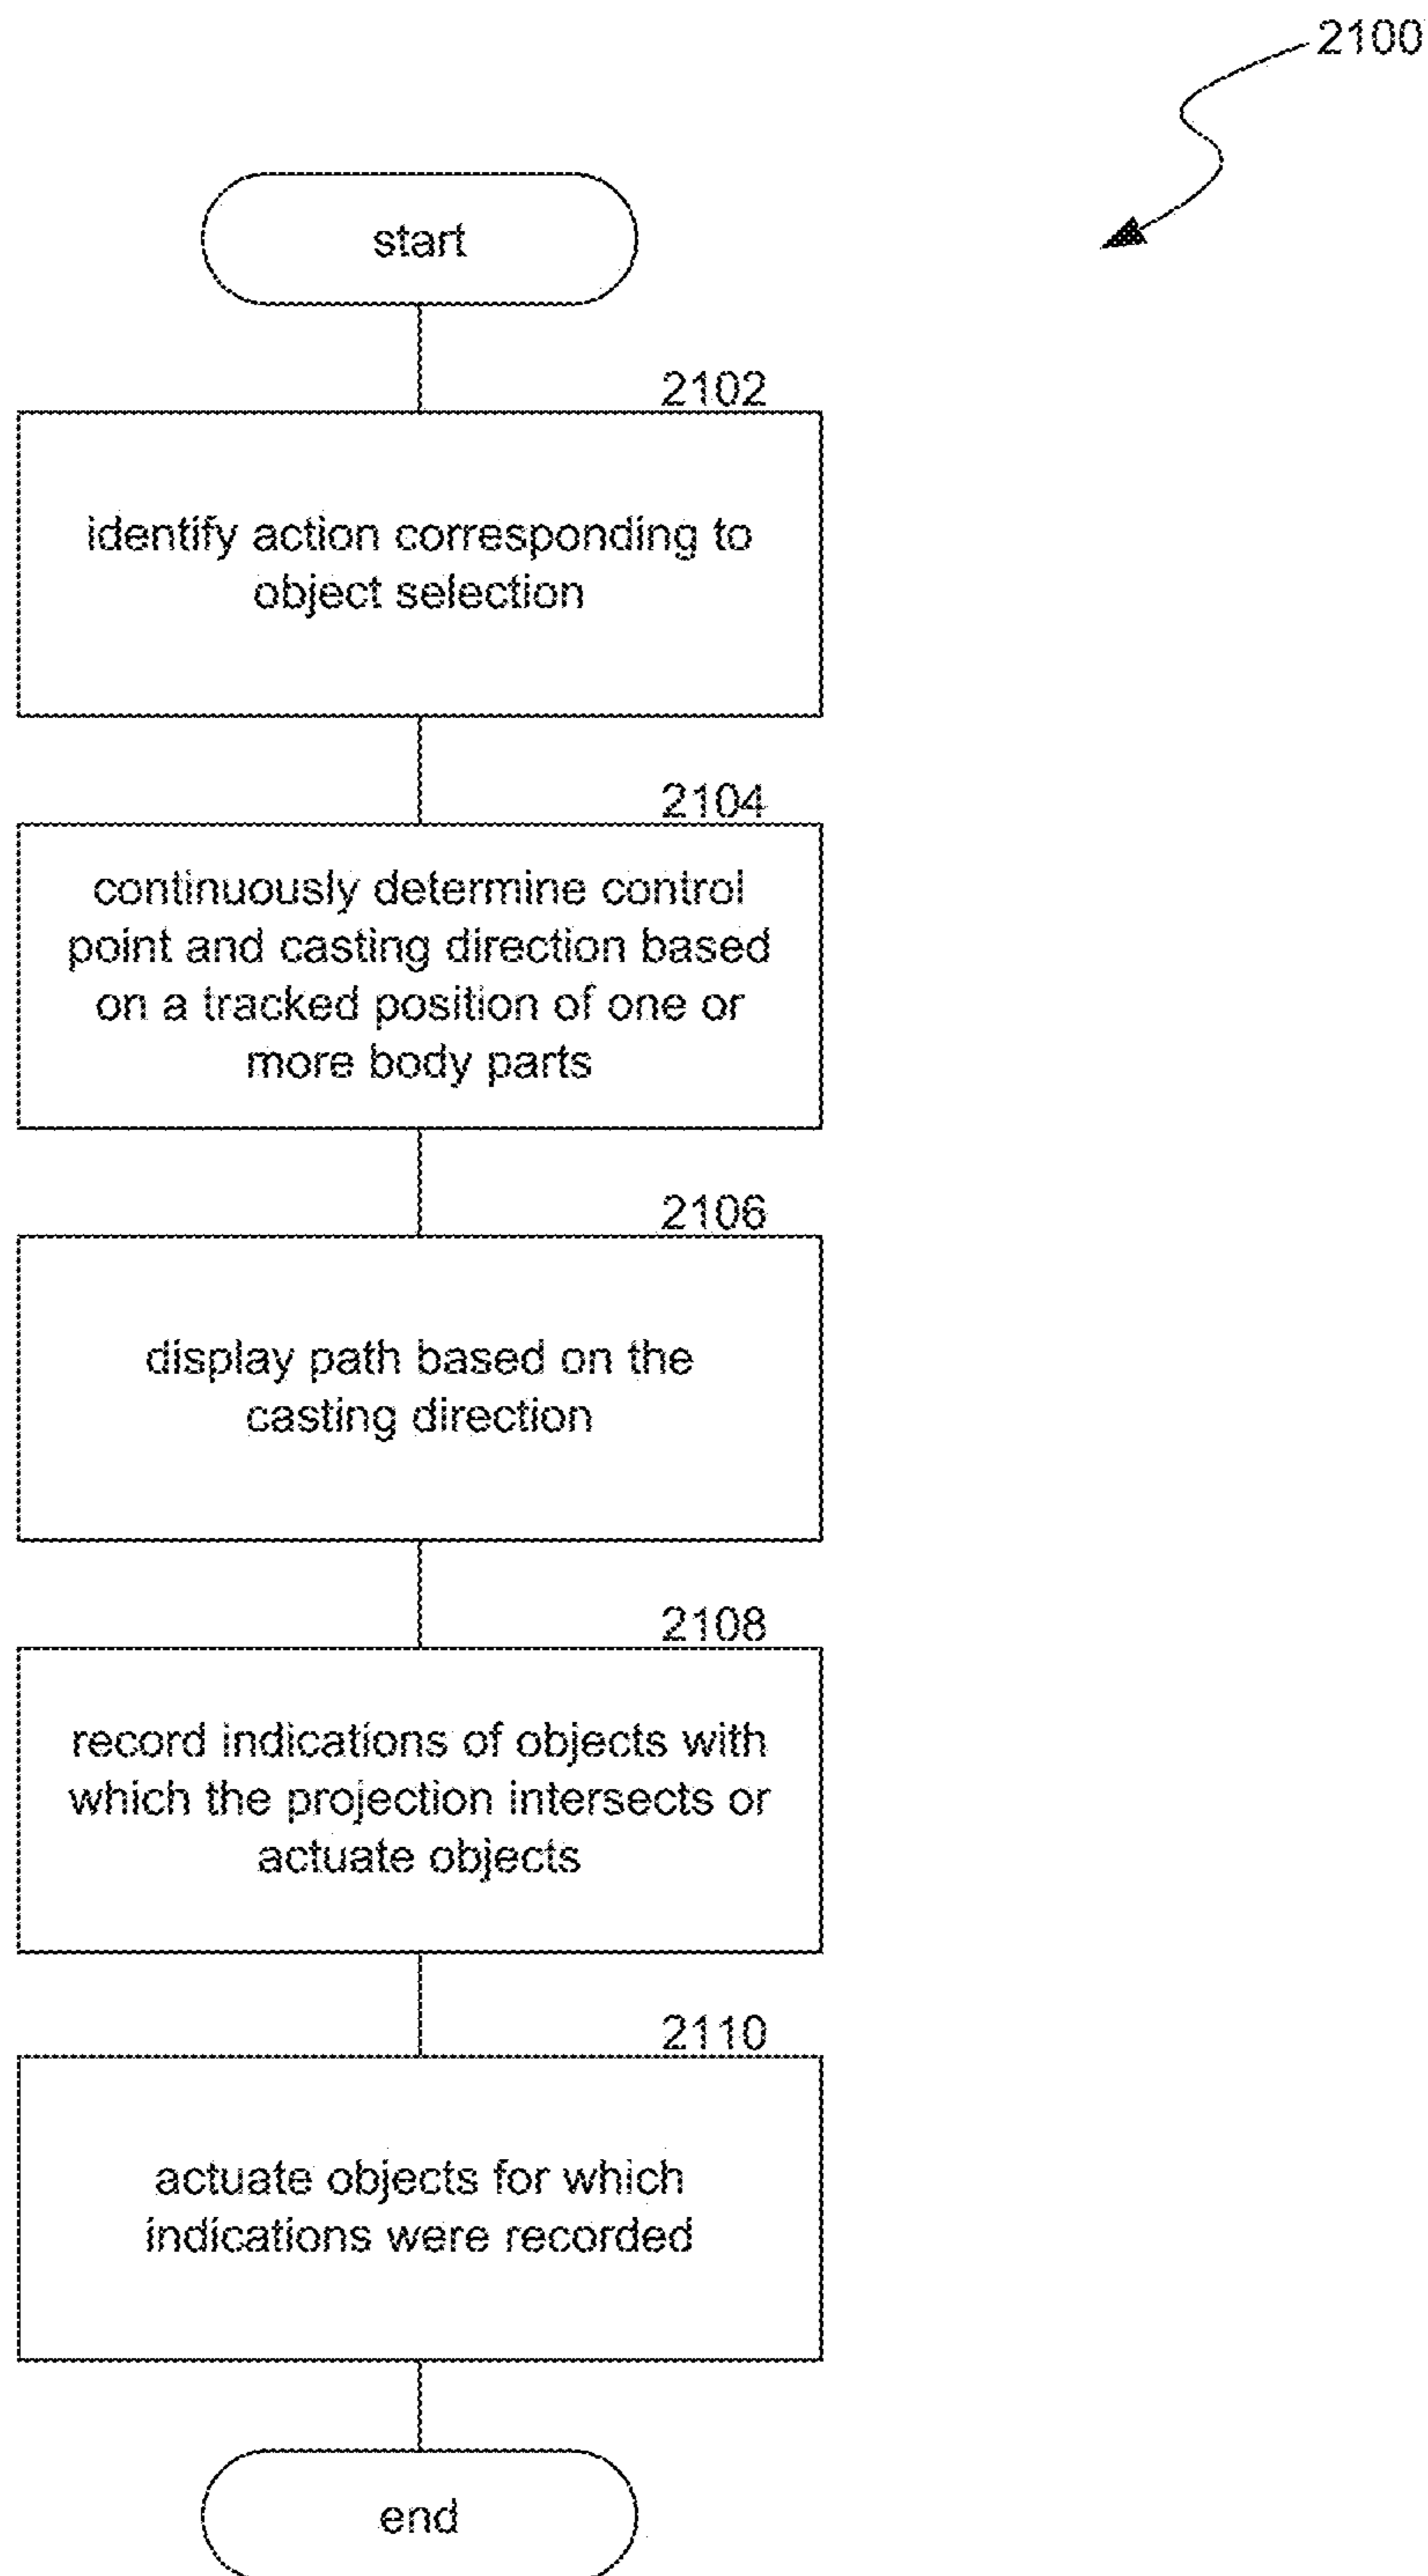 2100
start
2102
identify action corresponding to
object selection
2104
continuously determine control
point and casting direction based
on a tracked position of one or
more body parts
2106
display path based on the
casting direction
2108
record indications of objects with
which the projection intersects or
actuate objects
2110
actuate objects for which
indications were recorded
end